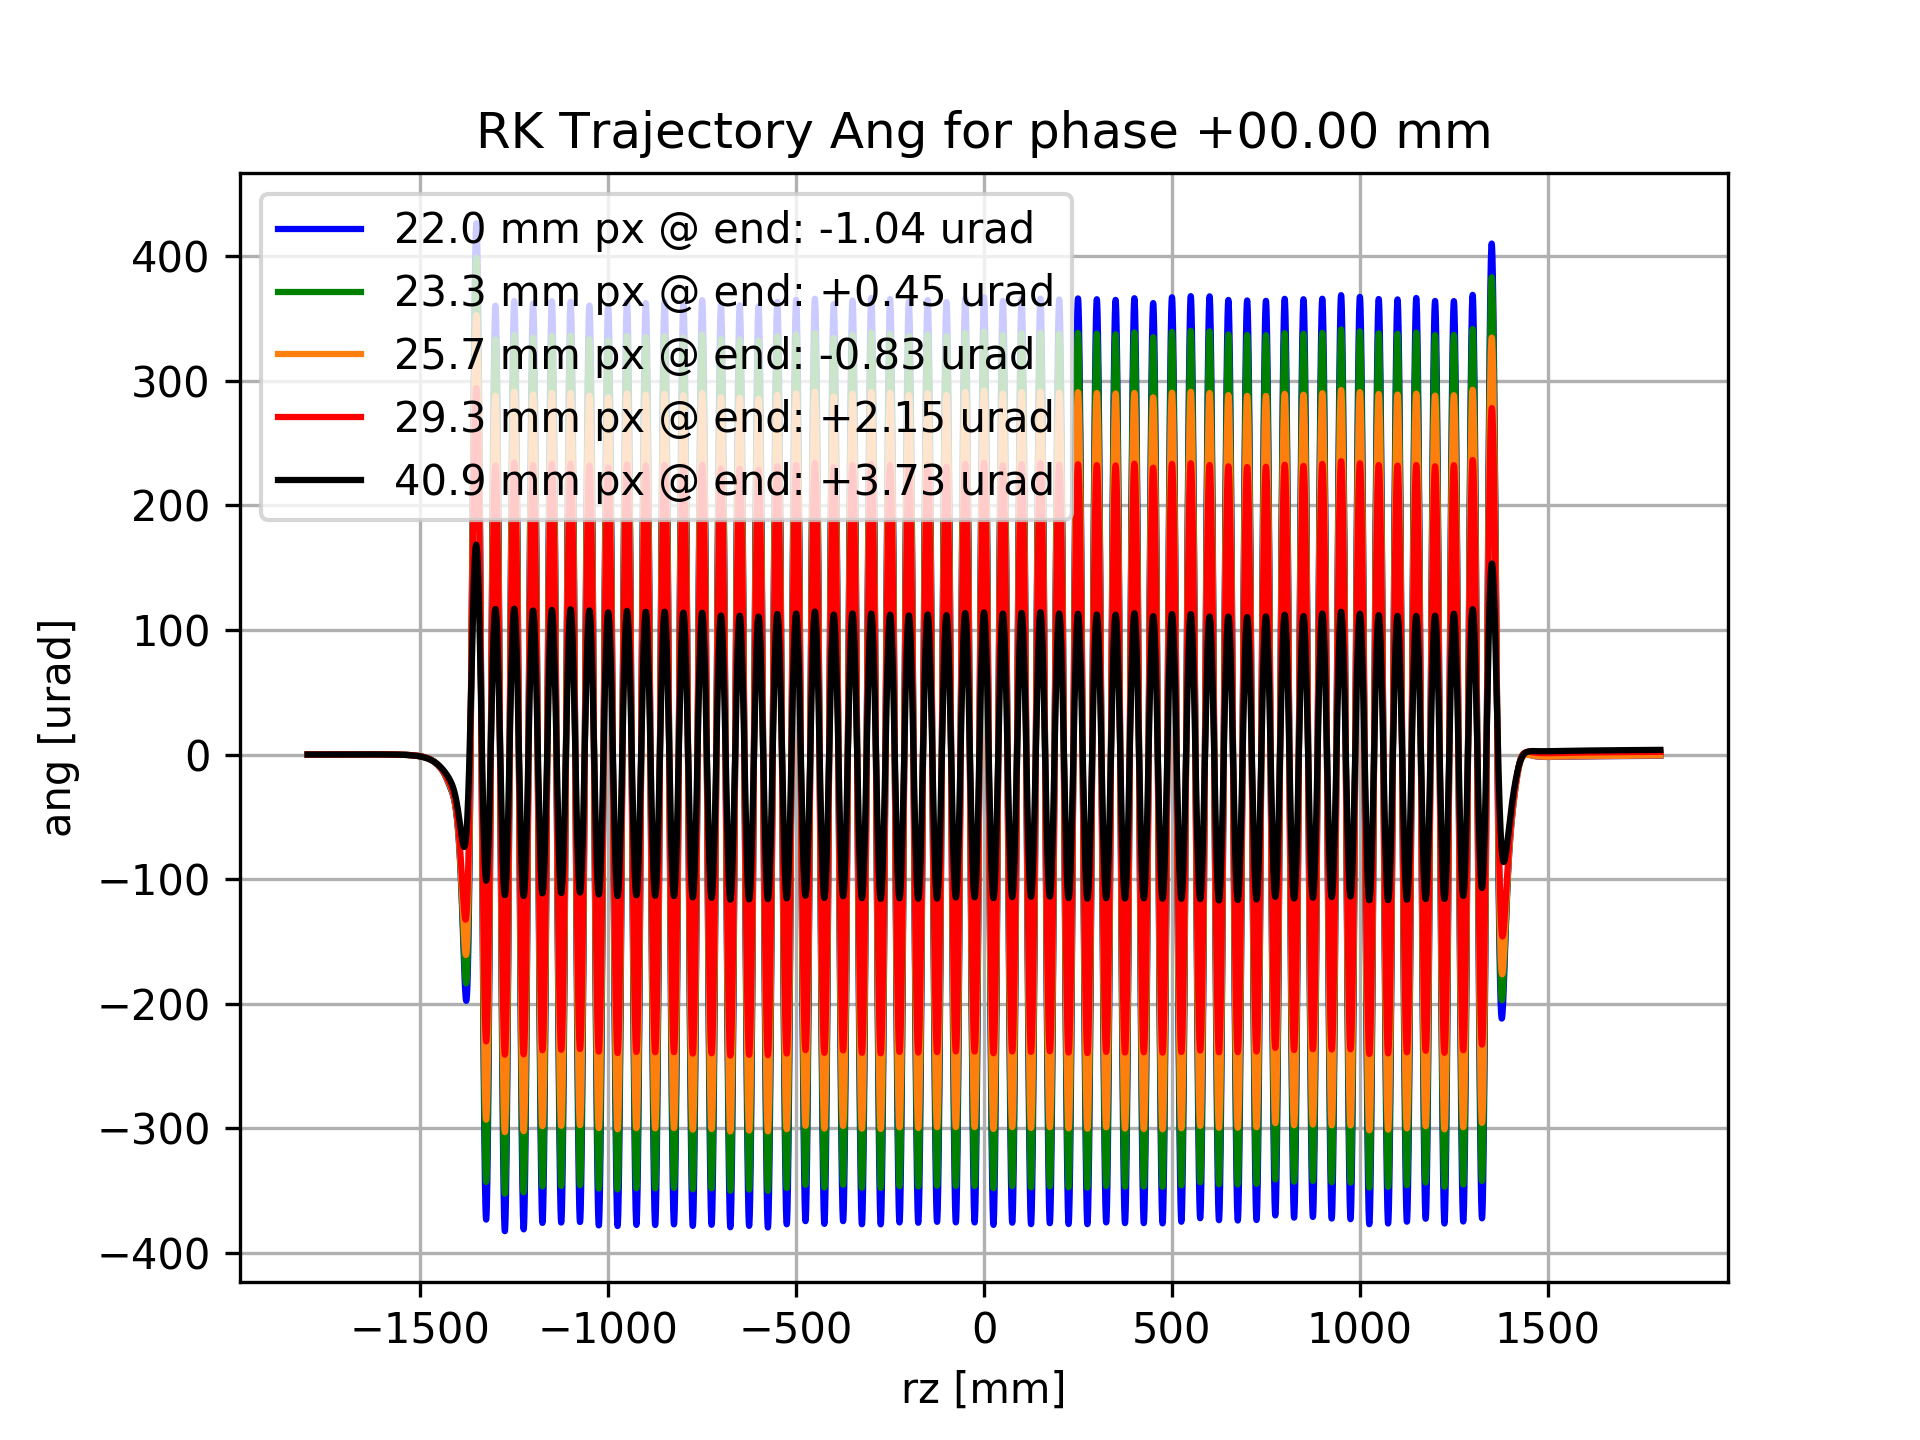 RK Trajectory Ang for phase +00.00 mm
22.0 mm px @ end: -1.04 urad
23.3 mm px @ end: +0.45 urad
25.7 mm px @ end: -0.83 urad
29.3 mm px @ end: +2.15 urad
40.9 mm px @ end: +3.73 urad
400
300
200
100
0
−100
−200
−300
−400
ang [urad]
−1500 −1000 −500 0 500 1000 1500
rz [mm]